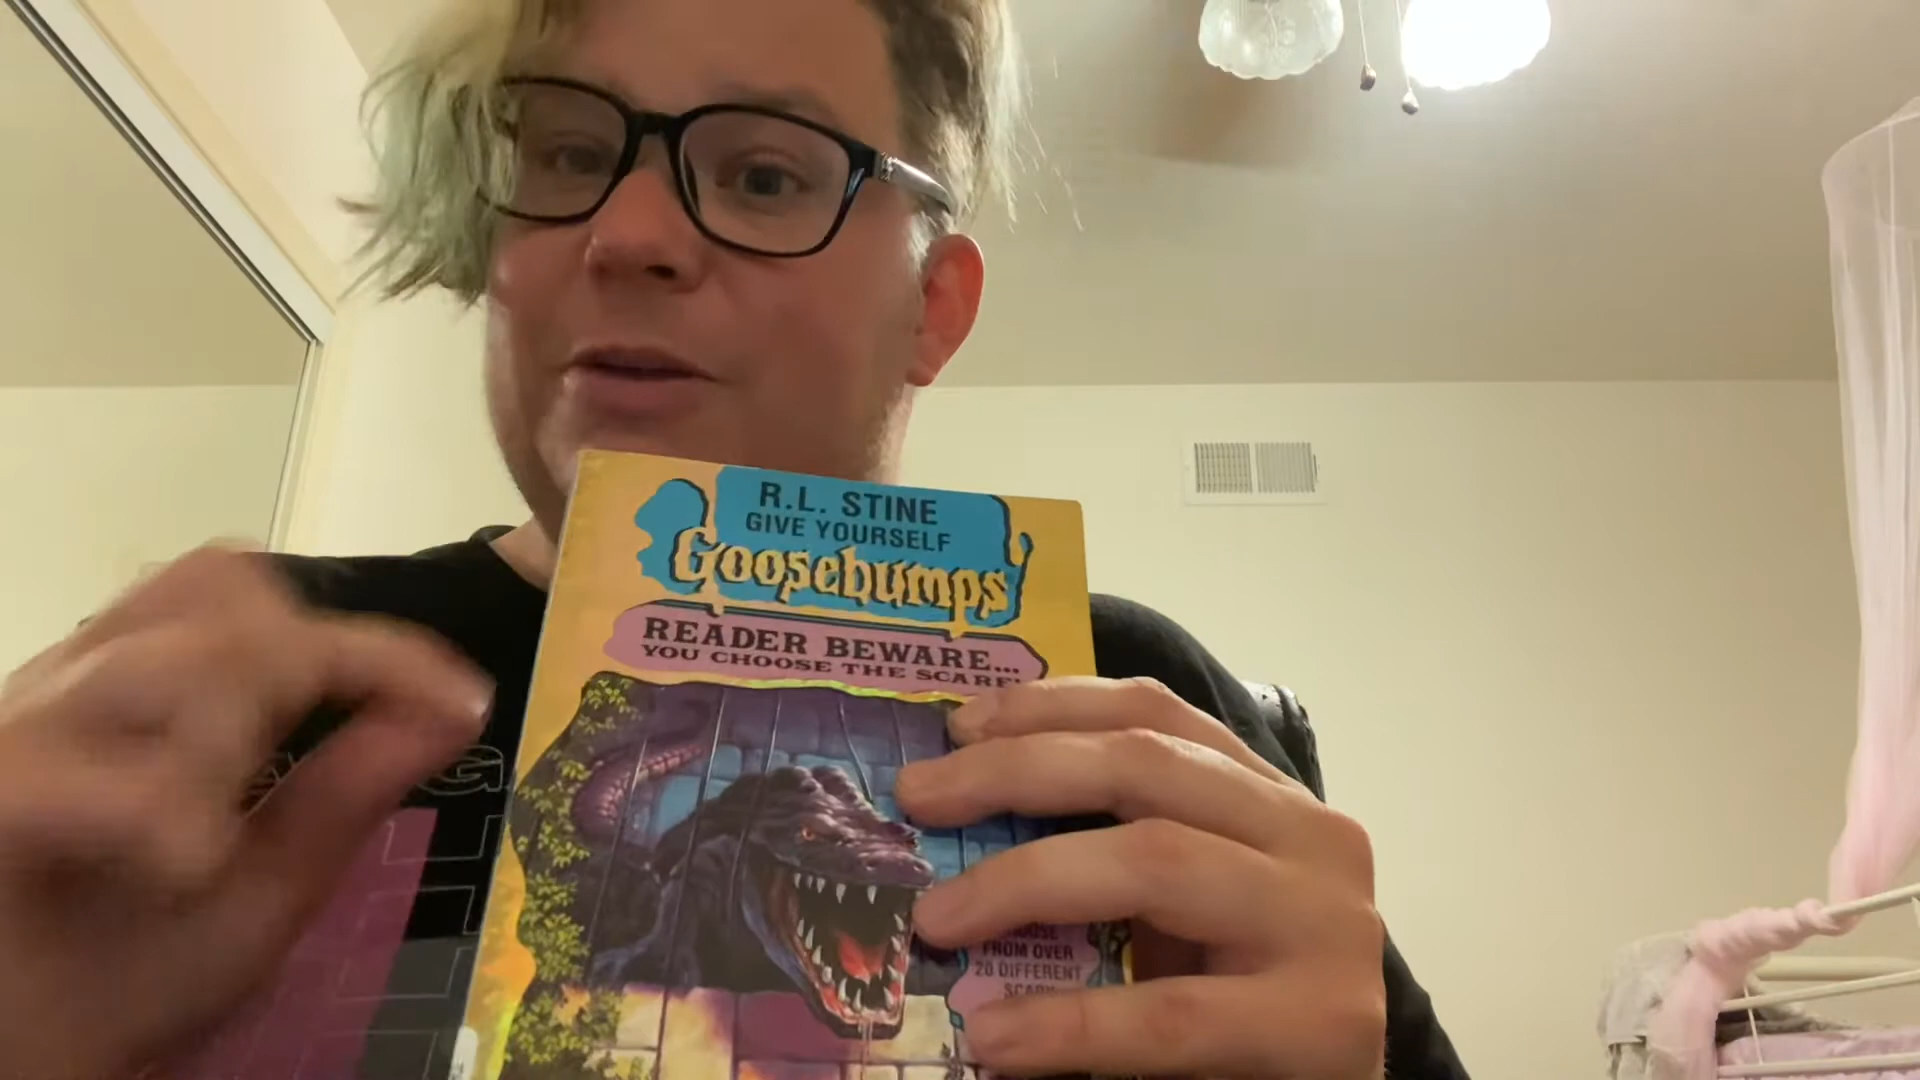 R.L. STINE
GIVE YOURSELF
Goosebumps
READER BEWARE...
YOU CHOOSE THE SCARE!
FROM OVER
20 DIFFERENT